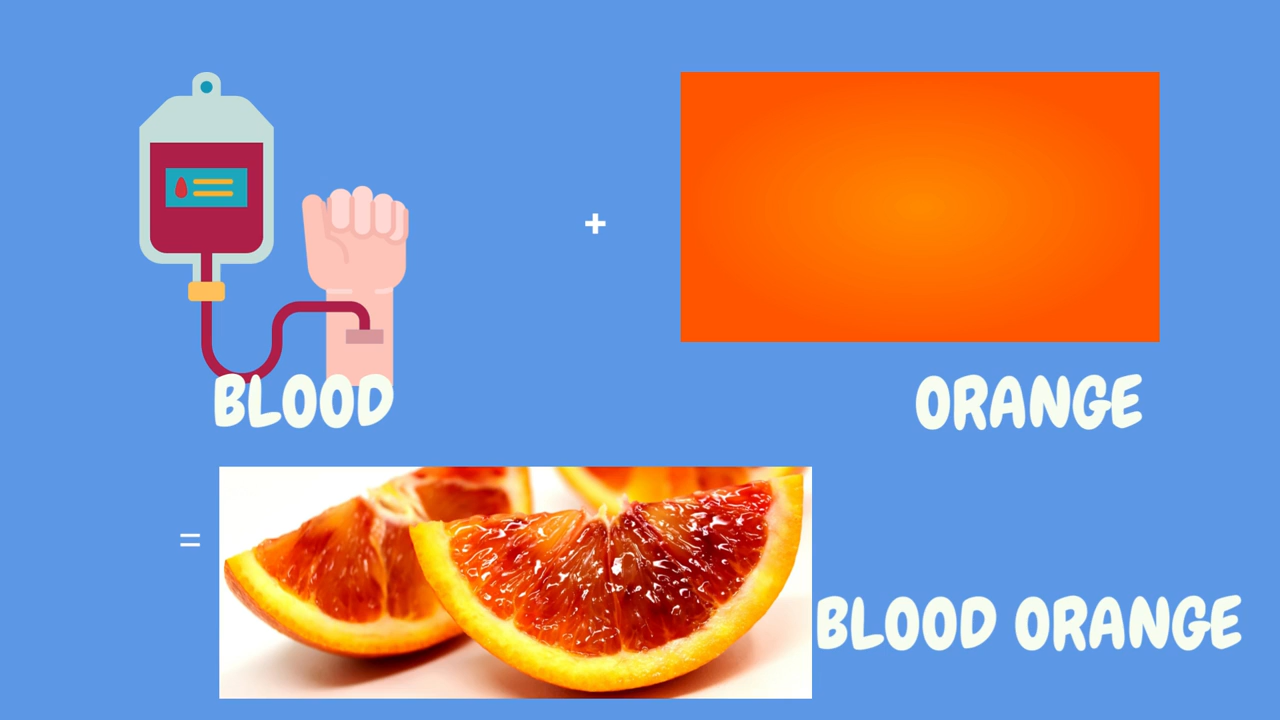 +
BLOOD
ORANGE
=
BLOOD ORANGE